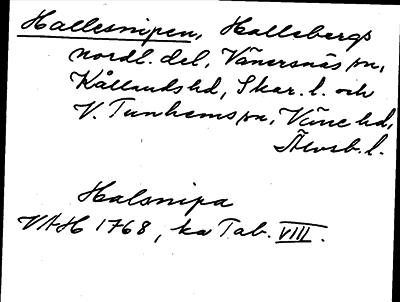 Hallesnipen, Hallebergs
nordl. del, Vänersnäs sn,
Kållands hd, Skar. l. och
V. Tunhems sn, Väne hd,
Älvsb. l.
Halsnipa
VAH 1768, ka Tab. VIII.